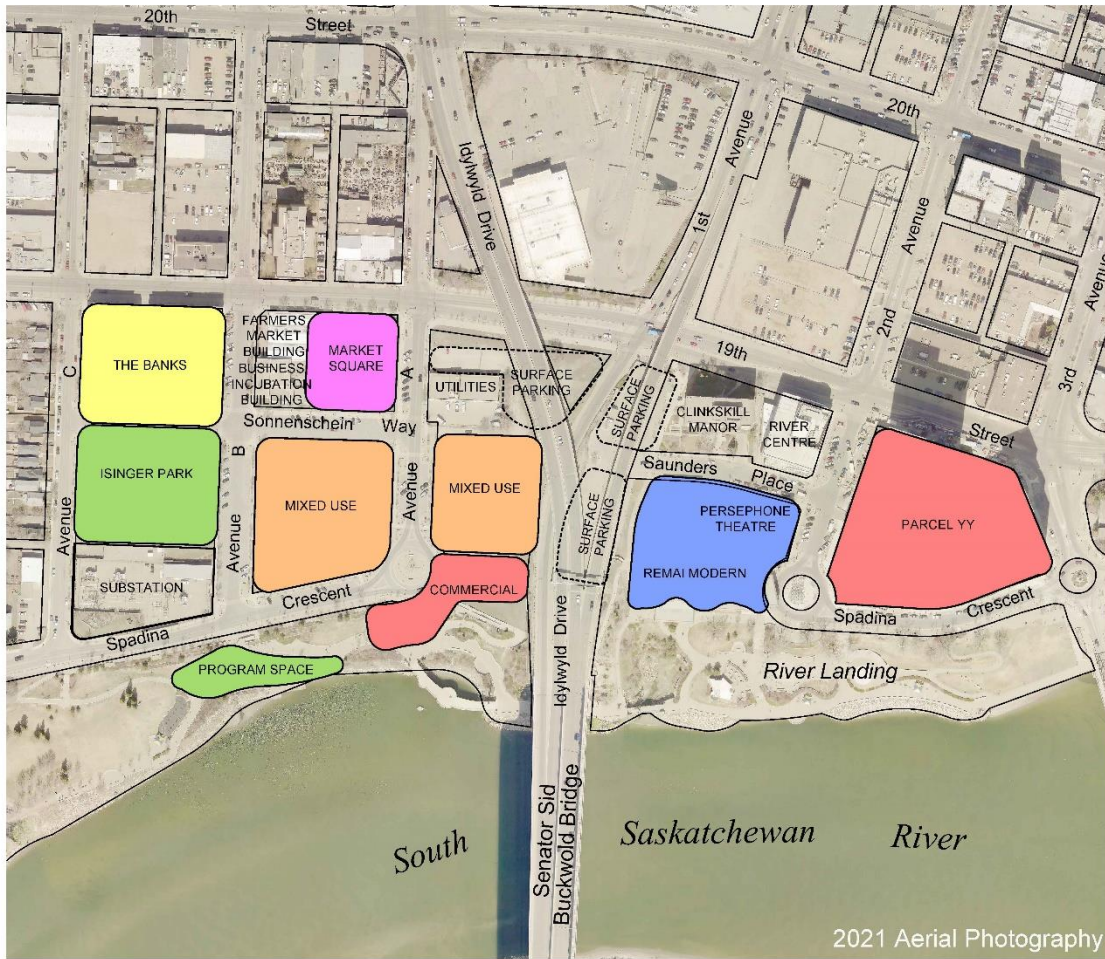 20th
Street
20th
Idylwyld Drive
1st
Avenue
2nd
Avenue
3rd
Avenue
19th
Street
THE BANKS
FARMERS
MARKET
BUILDING
BUSINESS
INCUBATION
BUILDING
MARKET
SQUARE
A
C
UTILITIES
SURFACE
PARKING
SURFACE
PARKING
CLINKSKILL
MANOR
RIVER
CENTRE
Sonnenschein Way
Saunders Place
ISINGER PARK
B
MIXED USE
Avenue
MIXED USE
SURFACE
PARKING
PERSEPHONE
THEATRE
REMAI MODERN
PARCEL YY
Avenue
Avenue
SUBSTATION
COMMERCIAL
Spadina
Crescent
Spadina
Crescent
PROGRAM SPACE
Idylwyld Drive
River Landing
South
Saskatchewan
River
Senator Sid
Buckwold Bridge
2021 Aerial Photography